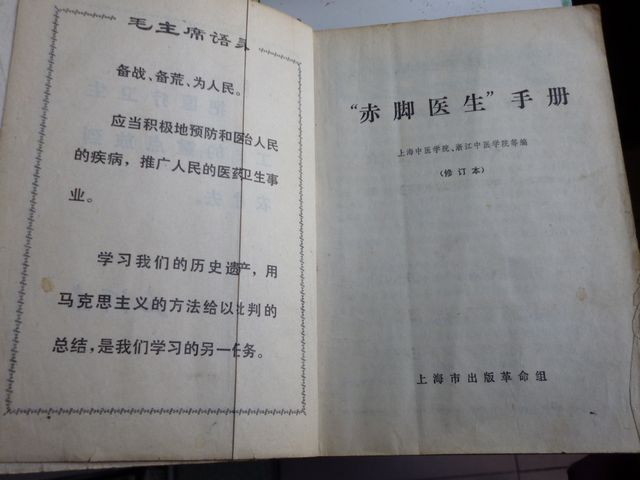 毛主席语录
备战、备荒、为人民。
应当积极地预防和医治人民
的疾病，推广人民的医药卫生事
业。
学习我们的历史遗产，用
马克思主义的方法给以批判的
总结，是我们学习的另一任务。
“赤脚医生”手册
上海中医学院、浙江中医学院等编
（修订本）
上海市出版革命组